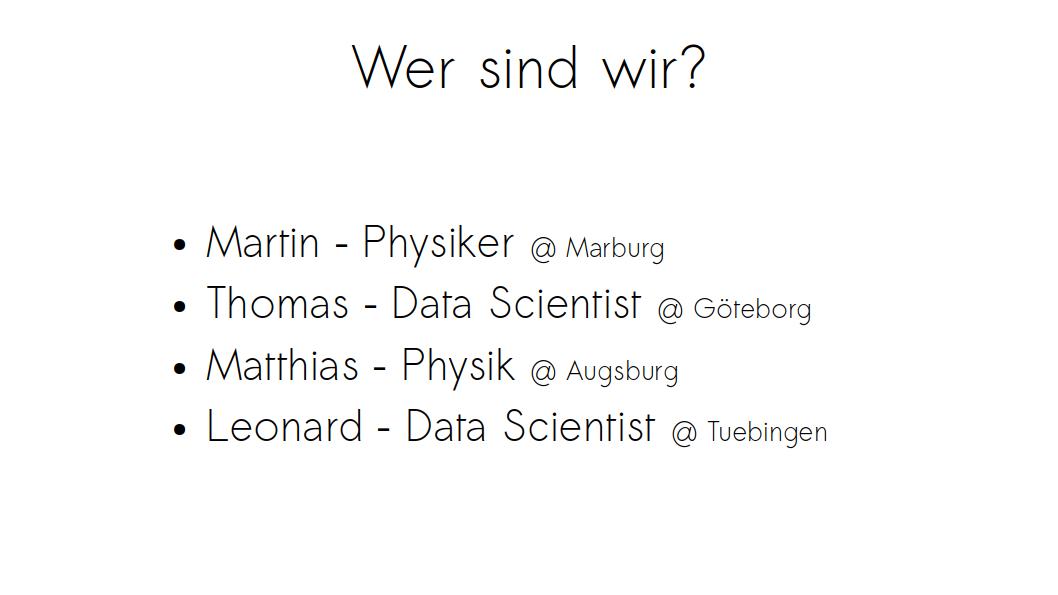 Wer sind wir?
• Martin - Physiker @ Marburg
• Thomas - Data Scientist @ Göteborg
• Matthias - Physik @ Augsburg
• Leonard - Data Scientist @ Tuebingen